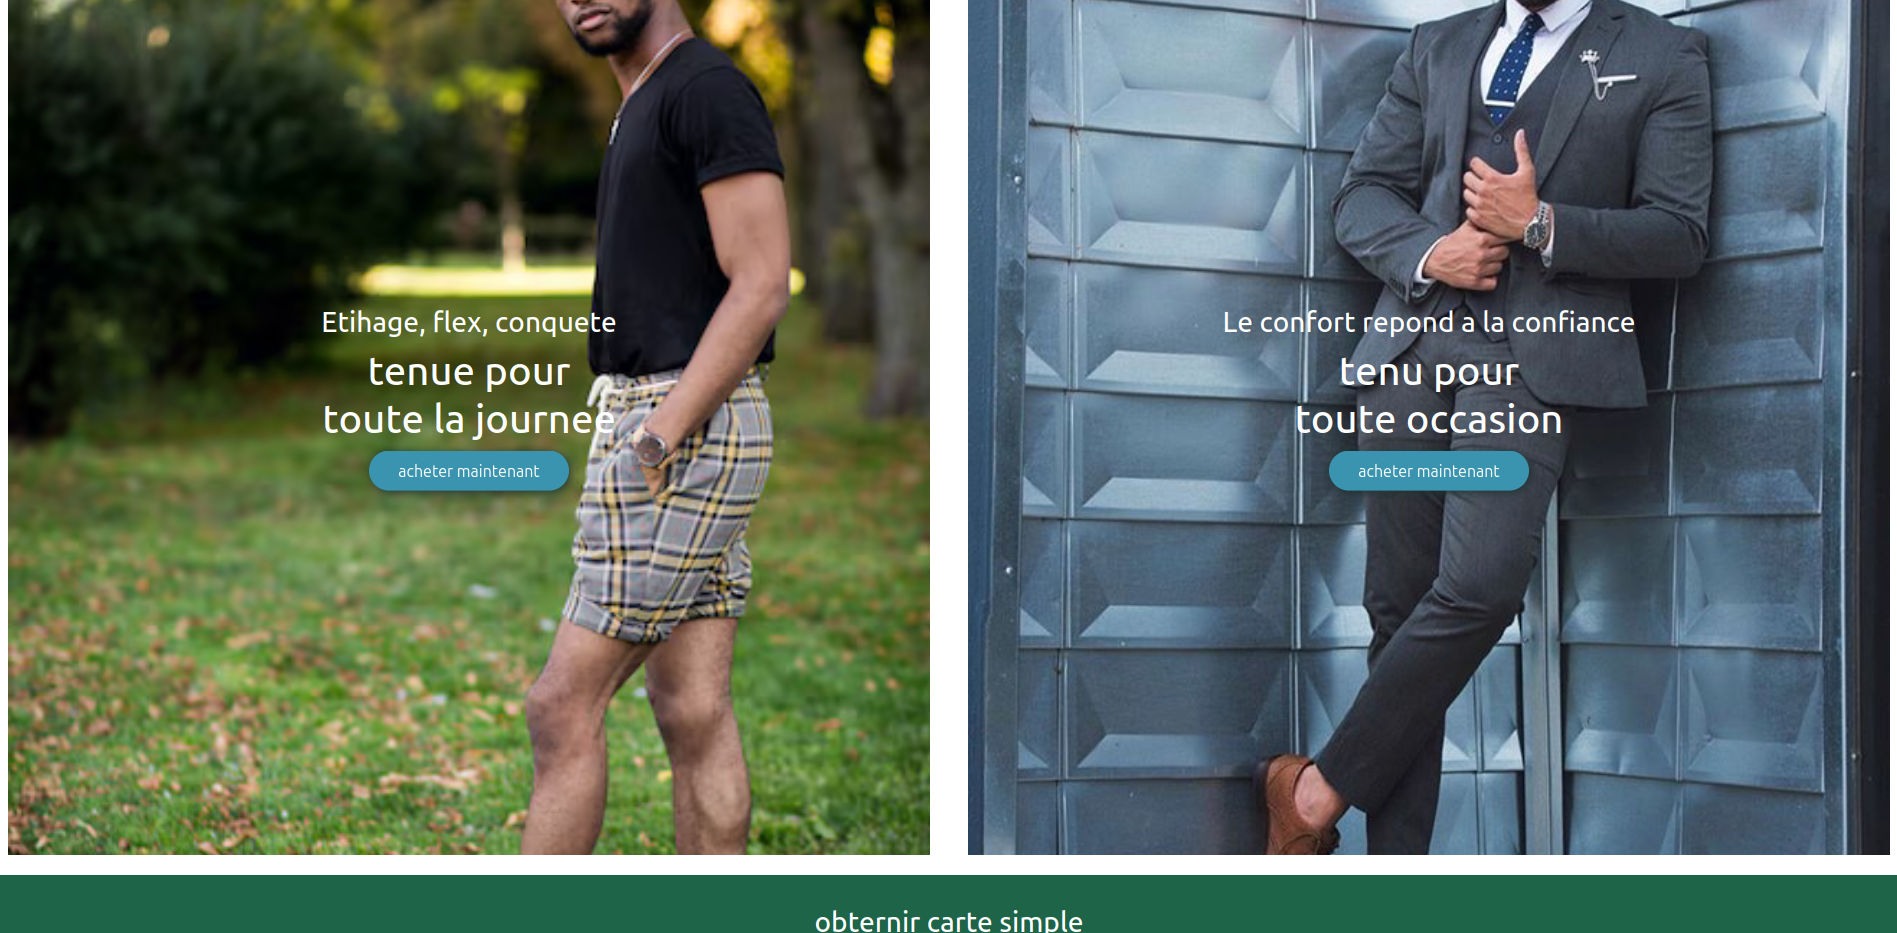 Etihage, flex, conquete
tenue pour
toute la journee
acheter maintenant
Le confort repond a la confiance
tenu pour
toute occasion
acheter maintenant
obternir carte simple